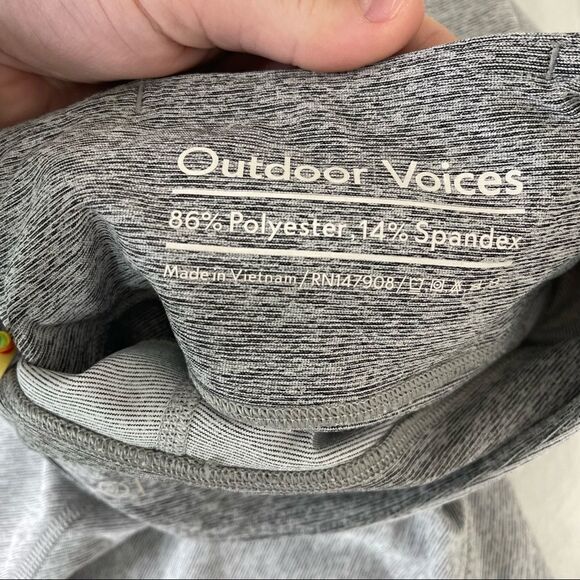 Outdoor Voices
86% Polyester, 14% Spandex
Made in Vietnam / RN147908 /